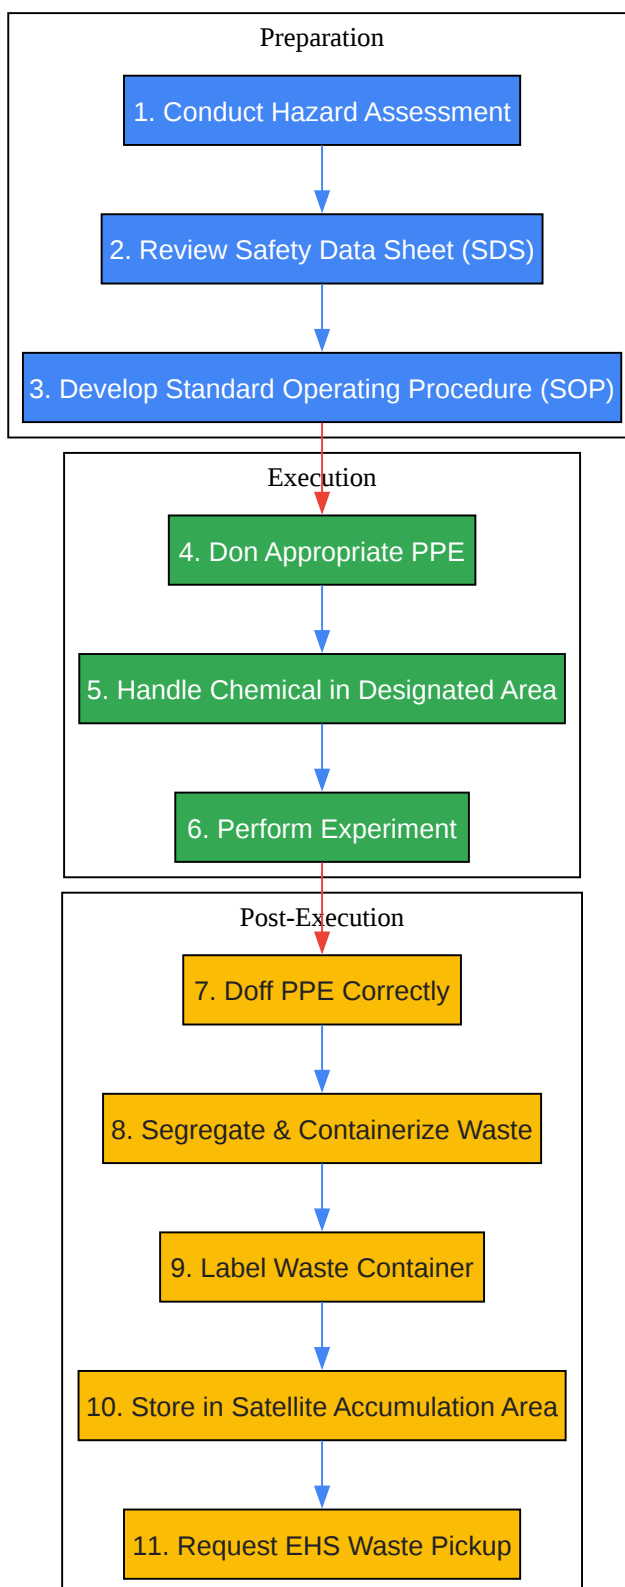 Preparation
1. Conduct Hazard Assessment
2. Review Safety Data Sheet (SDS)
3. Develop Standard Operating Procedure (SOP)
Execution
4. Don Appropriate PPE
5. Handle Chemical in Designated Area
6. Perform Experiment
Post-Execution
7. Doff PPE Correctly
8. Segregate & Containerize Waste
9. Label Waste Container
10. Store in Satellite Accumulation Area
11. Request EHS Waste Pickup